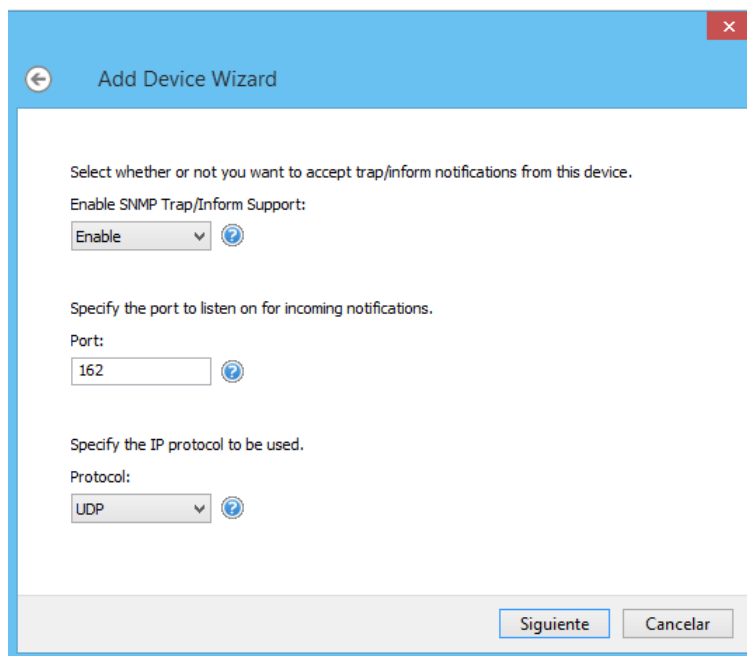 Add Device Wizard
Select whether or not you want to accept trap/inform notifications from this device.
Enable SNMP Trap/Inform Support:
Enable
Specify the port to listen on for incoming notifications.
Port:
162
Specify the IP protocol to be used.
Protocol:
UDP
Siguiente Cancelar